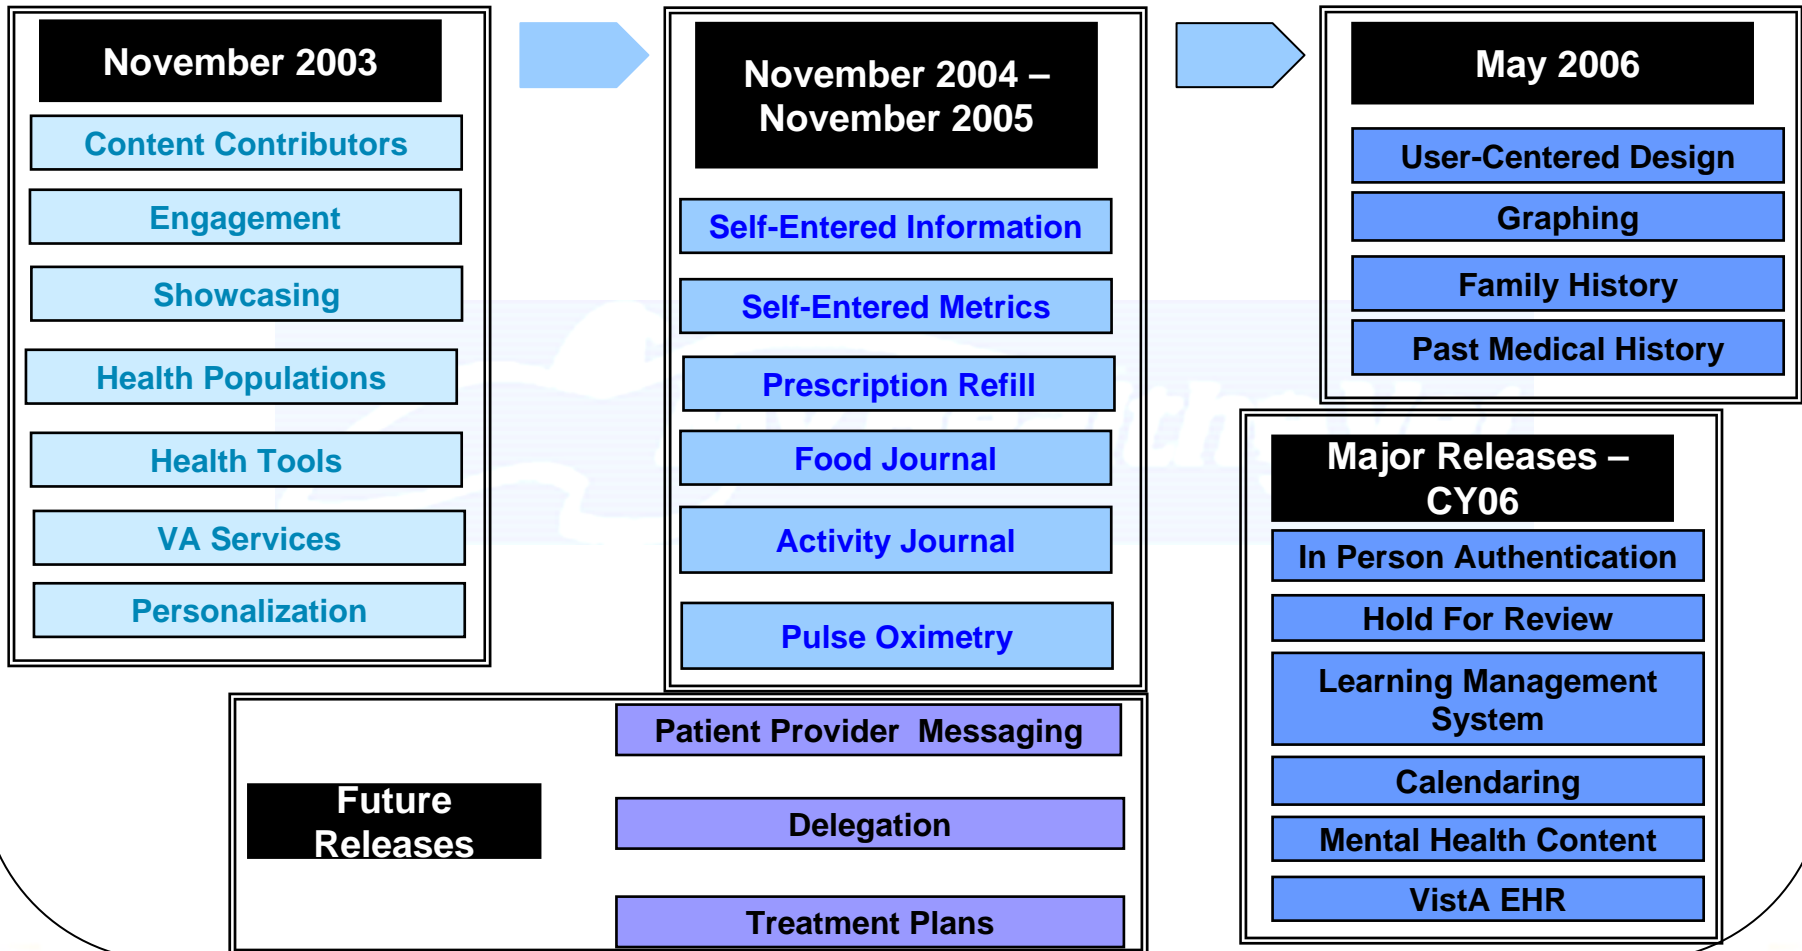 November 2003
Content Contributors
Engagement
Showcasing
Health Populations
Health Tools
VA Services
Personalization
November 2004 –
November 2005
Self-Entered Information
Self-Entered Metrics
Prescription Refill
Food Journal
Activity Journal
Pulse Oximetry
May 2006
User-Centered Design
Graphing
Family History
Past Medical History
Major Releases –
CY06
In Person Authentication
Hold For Review
Learning Management
System
Calendaring
Mental Health Content
VistA EHR
Future
Releases
Patient Provider Messaging
Delegation
Treatment Plans